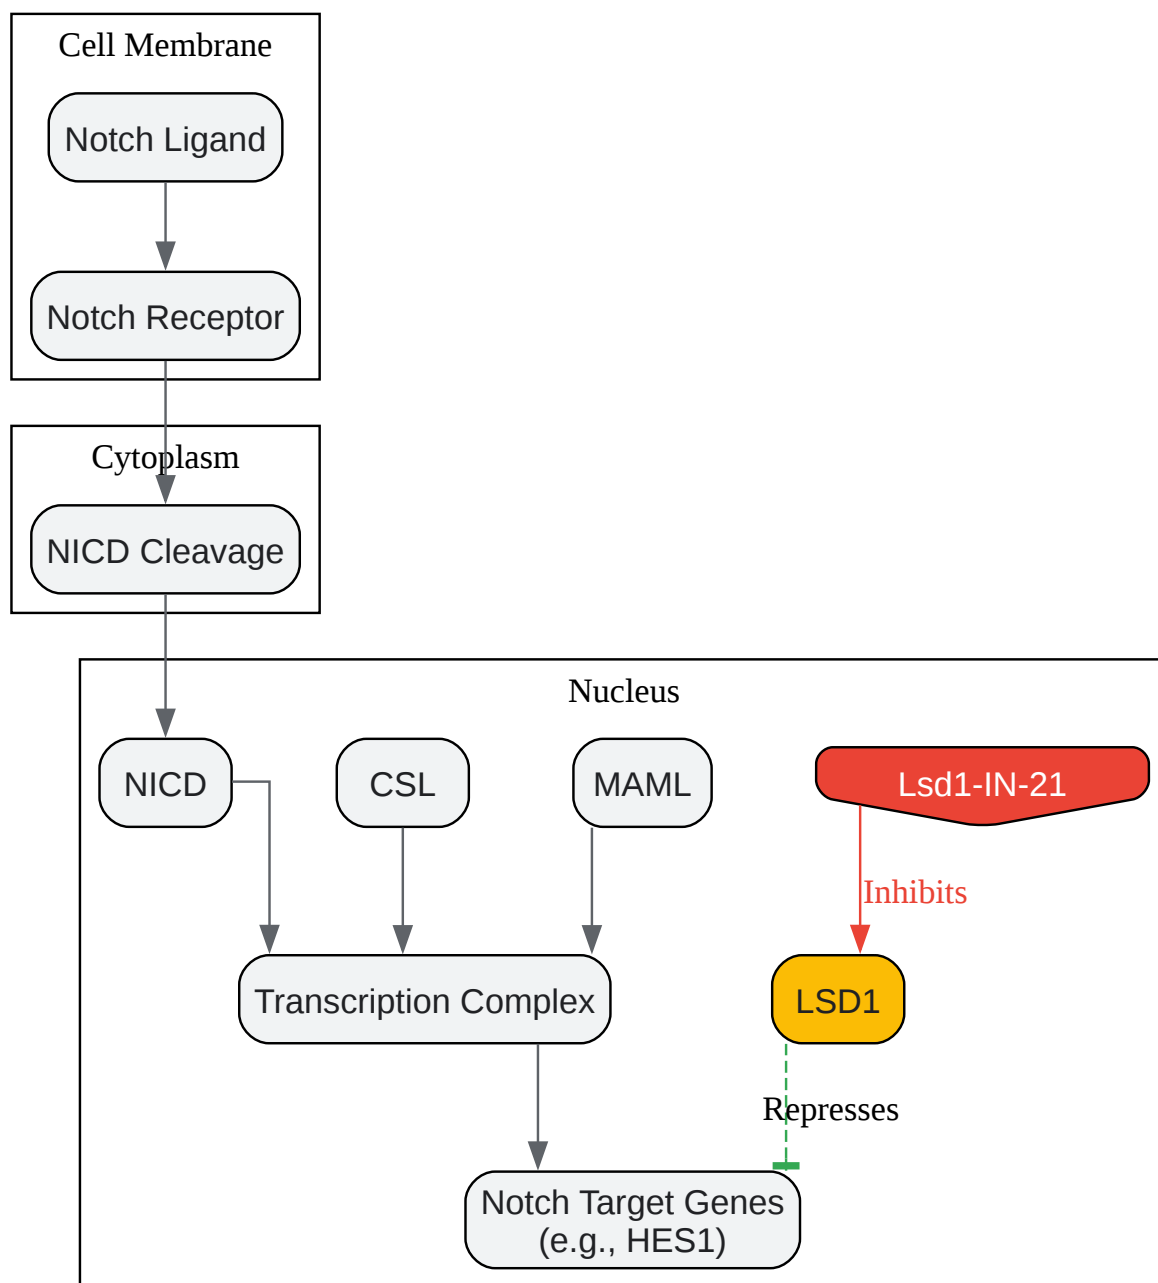 Cell Membrane
Notch Ligand
Notch Receptor
Cytoplasm
NICD Cleavage
Nucleus
NICD
CSL
MAML
Lsd1-IN-21
Inhibits
Transcription Complex
LSD1
Represses
Notch Target Genes
(e.g., HES1)